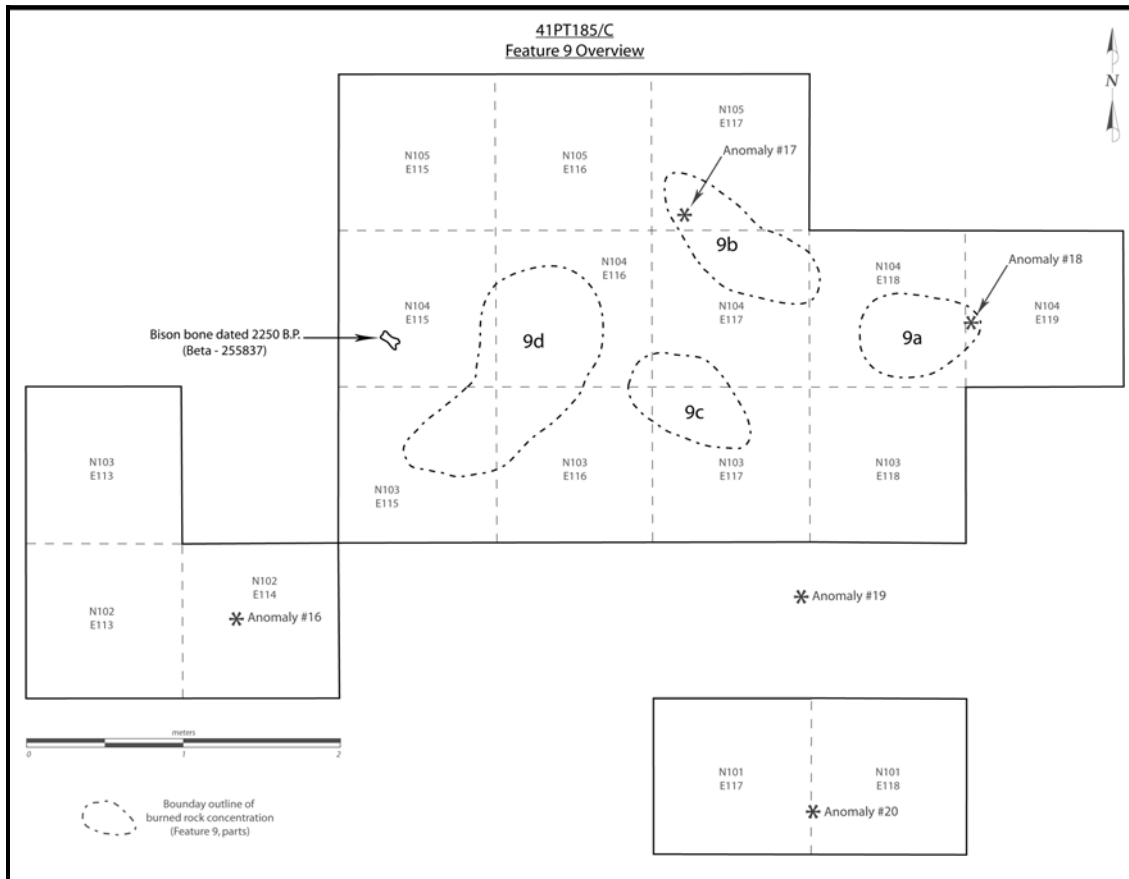 41PT185/C
Feature 9 Overview
N
N105
E117
Anomaly #17
N105
E115
N105
E116
9b
N104
E116
N104
E118
Anomaly #18
N104
E115
N104
E117
N104
E119
Bison bone dated 2250 B.P.
(Beta - 255837)
9d
9a
9c
N103
E113
N103
E115
N103
E116
N103
E117
N103
E118
N102
E113
N102
E114
Anomaly #16
Anomaly #19
meters
0
1
2
N101
E117
N101
E118
Anomaly #20
Bounday outline of
burned rock concentration
(Feature 9, parts)